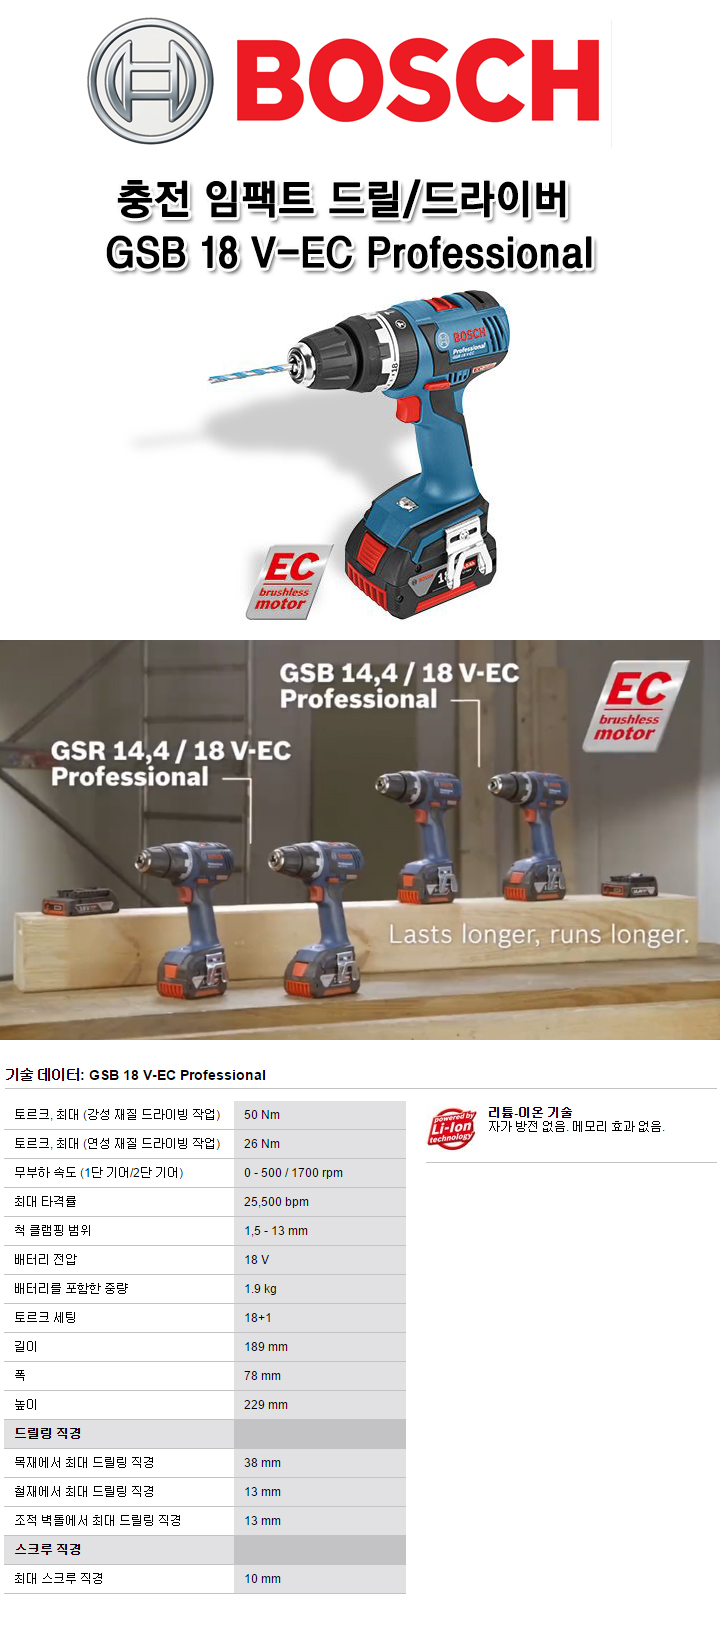 BOSCH
충전 임팩트 드릴/드라이버
GSB 18 V-EC Professional
BOSCH
Professional
18
BOSCH
EC
brushless
motor
GSB 14,4 / 18 V-EC
Professional
EC
brushless
motor
GSR 14,4 / 18 V-EC
Professional
Lasts longer, runs longer.
기술 데이터: GSB 18 V-EC Professional
토르크, 최대 (강성 재질 드라이빙 작업) 50 Nm
토르크, 최대 (연성 재질 드라이빙 작업) 26 Nm
무부하 속도 (1단 기어/2단 기어) 0 - 500 / 1700 rpm
최대 타격률 25,500 bpm
척 클램핑 범위 1,5 - 13 mm
배터리 전압 18 V
배터리를 포함한 중량 1.9 kg
토르크 세팅 18+1
길이 189 mm
폭 78 mm
높이 229 mm
드릴링 직경
목재에서 최대 드릴링 직경 38 mm
철재에서 최대 드릴링 직경 13 mm
조적 벽돌에서 최대 드릴링 직경 13 mm
스크루 직경
최대 스크루 직경 10 mm
powered by
Li-Ion
technology
리튬-이온 기술
자가 방전 없음. 메모리 효과 없음.